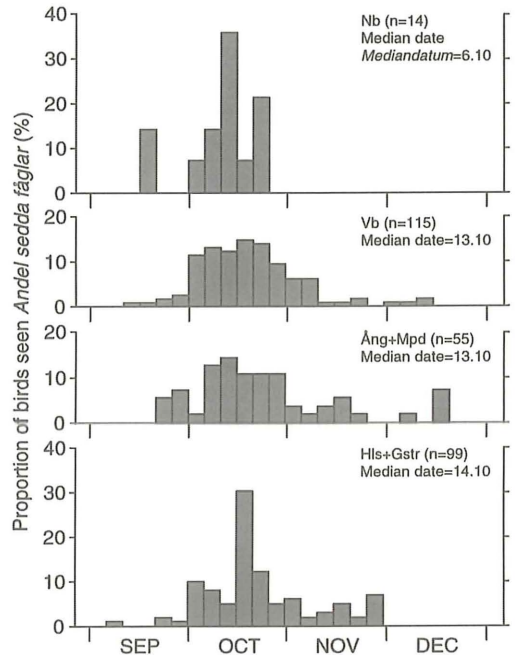 Proportion of birds seen Andel sedda fåglar (%)
40
30
20
10
0
Nb (n=14)
Median date
Mediandatum=6.10
20
10
0
Vb (n=115)
Median date=13.10
20
10
0
Ång+Mpd (n=55)
Median date=13.10
40
30
20
10
0
Hls+Gstr (n=99)
Median date=14.10
SEP OCT NOV DEC